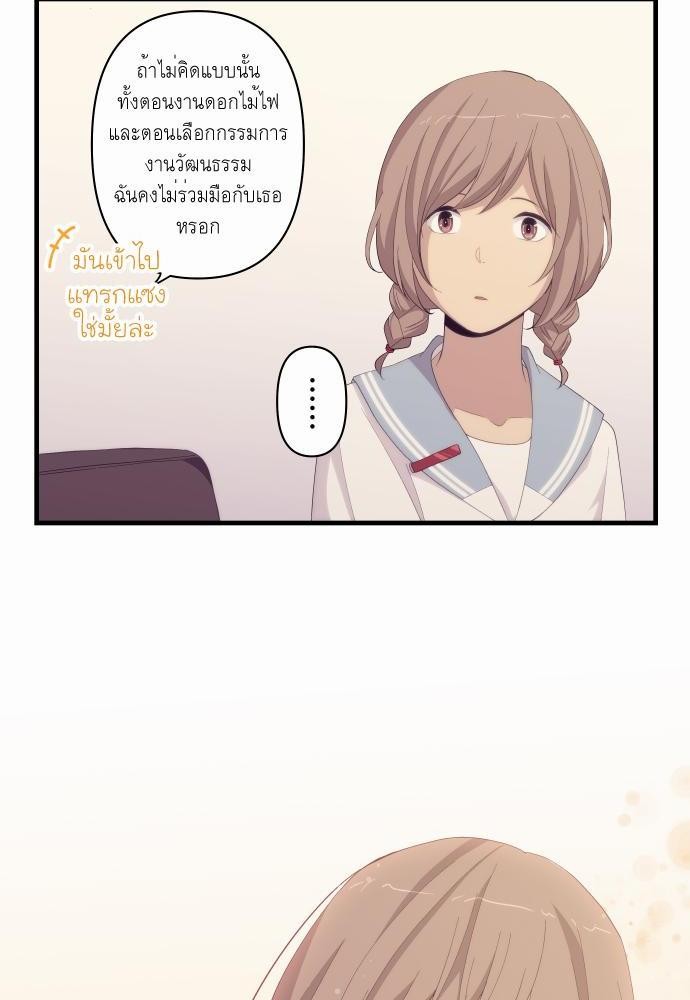 ถ้าไม่คิดแบบนั้น
ทั้งตอนงานดอกไม้ไฟ
และตอนเลือกกรรมการ
งานวัฒนธรรม
ฉันคงไม่ร่วมมือกับเธอ
หรอก
มันเข้าไป
แทรกแซง
ใช่มั้ยล่ะ
......